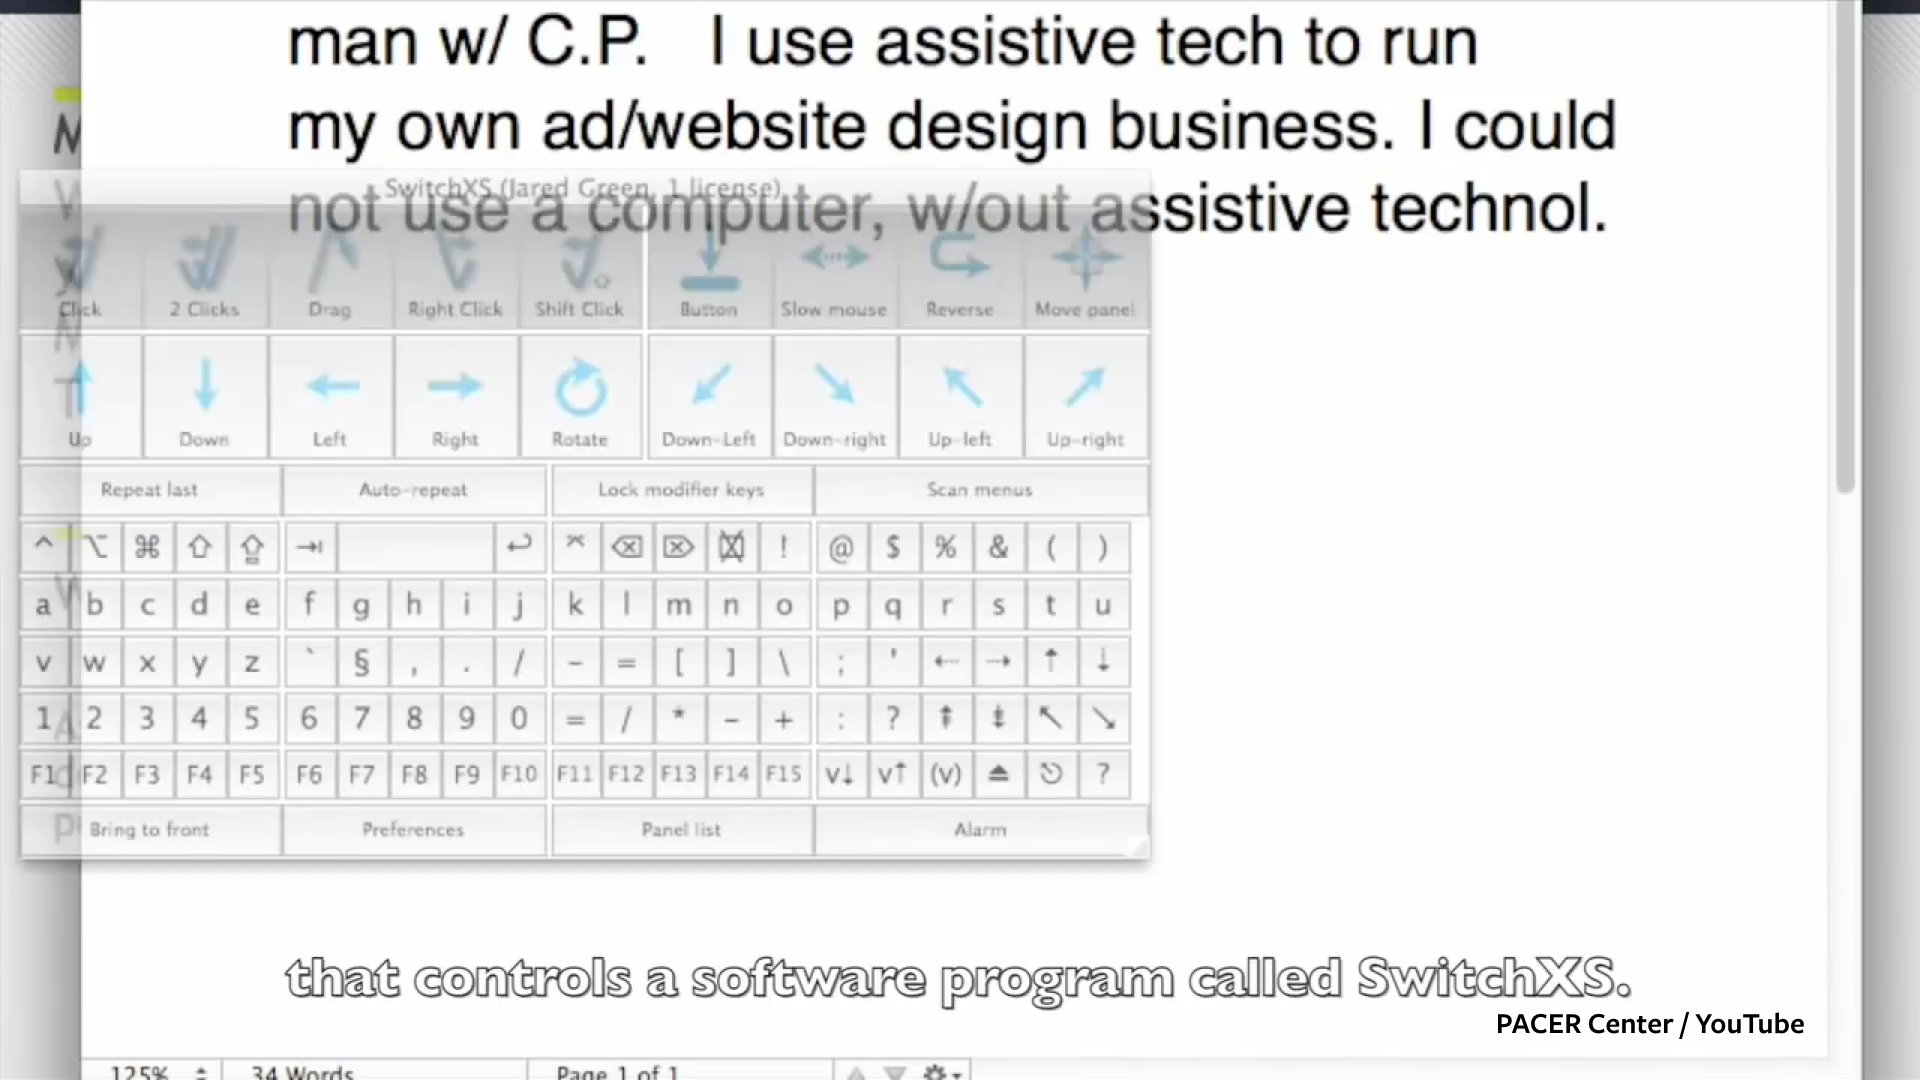 man w/ C.P. I use assistive tech to run
my own ad/website design business. I could
not use a computer, w/out assistive technol.
SwitchXS (Jared Green, 1 license)
Click 2 Clicks Drag Right Click Shift Click Button Slow mouse Reverse Move panel
Up Down Left Right Rotate Down-Left Down-right Up-left Up-right
Repeat last Auto-repeat Lock modifier keys Scan menus
^ ⌥ ⌘ ⇧ ⇪ ⇥ ↩ ⌤ ⌫ ⌦ ! @ $ % & ( )
a b c d e f g h i j k l m n o p q r s t u
v w x y z ` § , . / - = [ ] \ ; ' ← → ↑ ↓
1 2 3 4 5 6 7 8 9 0 = / * - + : ? ⇞ ⇟ ↖ ↘
F1 F2 F3 F4 F5 F6 F7 F8 F9 F10 F11 F12 F13 F14 F15 v↓ v↑ (v) ⏏ ⎋ ?
Bring to front Preferences Panel list Alarm
that controls a software program called SwitchXS.
PACER Center / YouTube
125% 34 Words Page 1 of 1